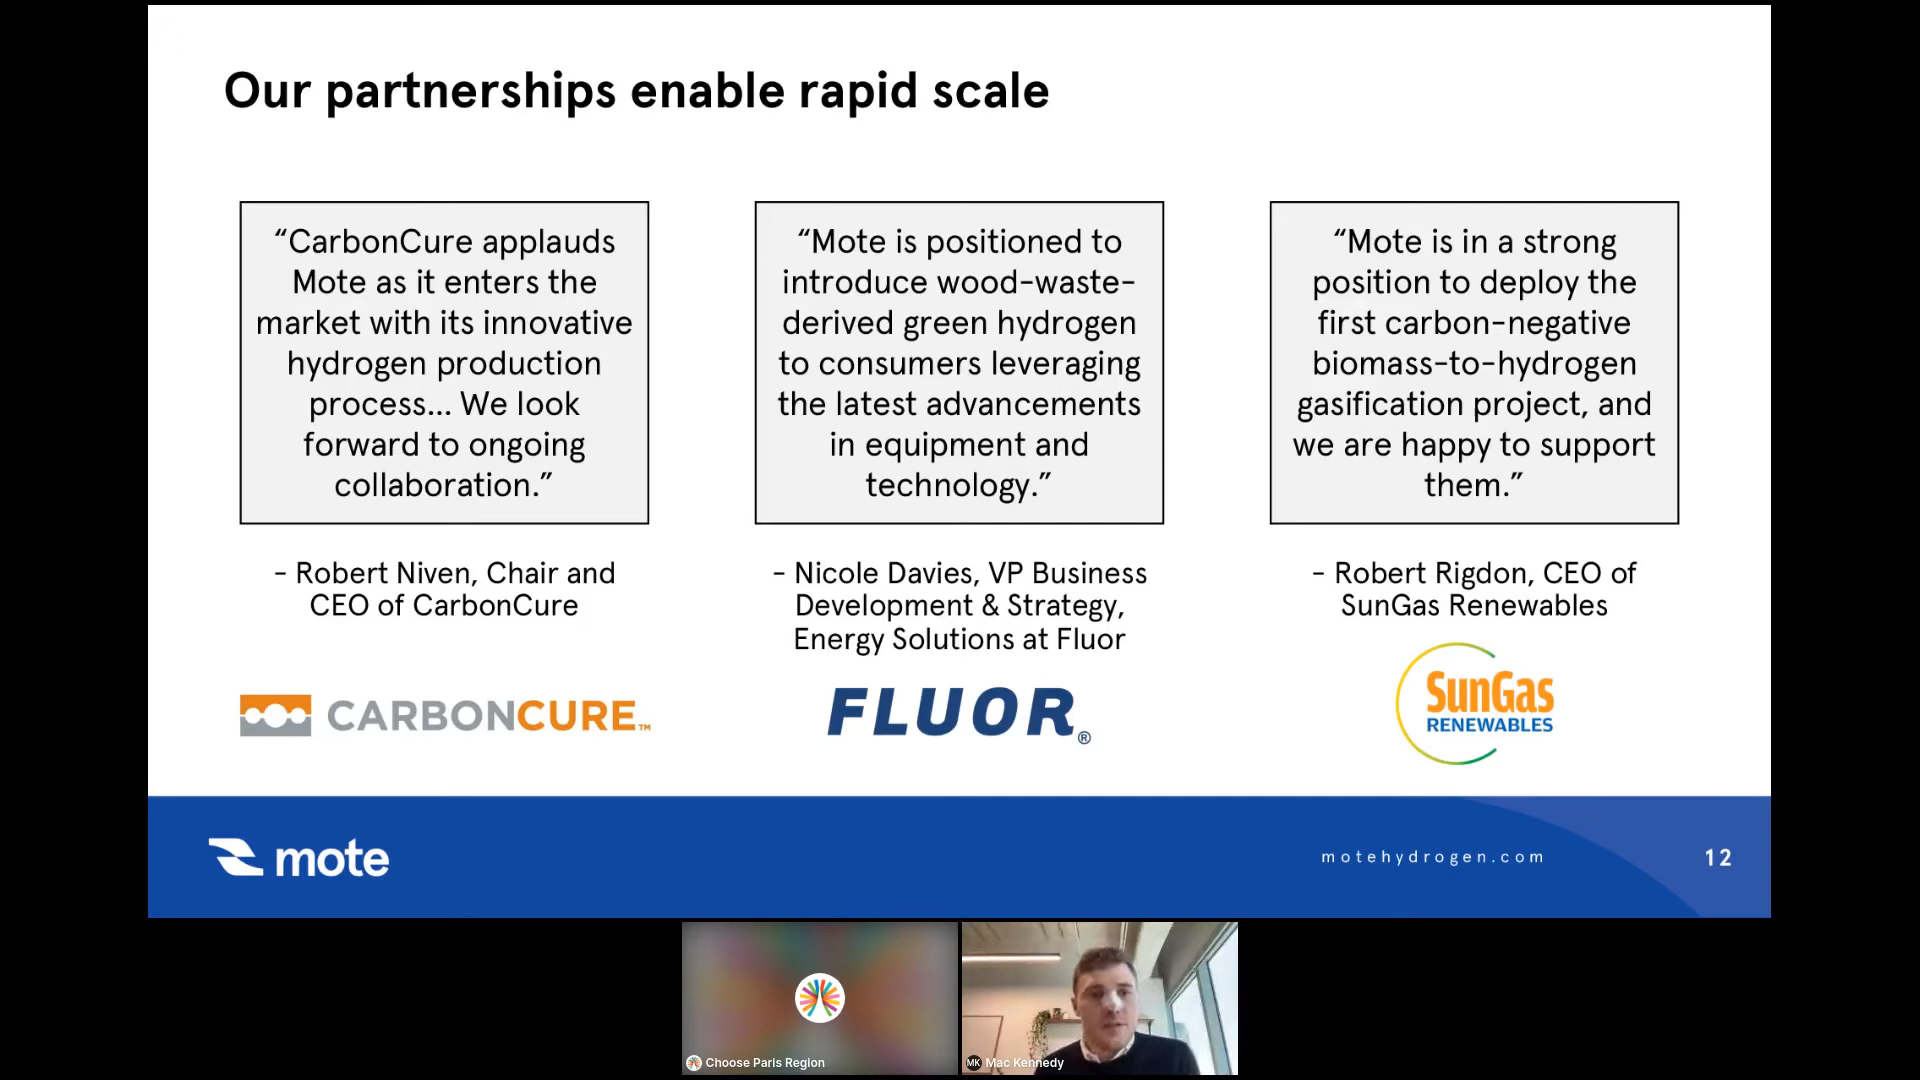 Our partnerships enable rapid scale
“CarbonCure applauds
Mote as it enters the
market with its innovative
hydrogen production
process... We look
forward to ongoing
collaboration.”
- Robert Niven, Chair and
CEO of CarbonCure
CARBONCURE™
“Mote is positioned to
introduce wood-waste-
derived green hydrogen
to consumers leveraging
the latest advancements
in equipment and
technology.”
- Nicole Davies, VP Business
Development & Strategy,
Energy Solutions at Fluor
FLUOR®
“Mote is in a strong
position to deploy the
first carbon-negative
biomass-to-hydrogen
gasification project, and
we are happy to support
them.”
- Robert Rigdon, CEO of
SunGas Renewables
SunGas
RENEWABLES
mote
motehydrogen.com
12
Choose Paris Region
MK Mac Kennedy